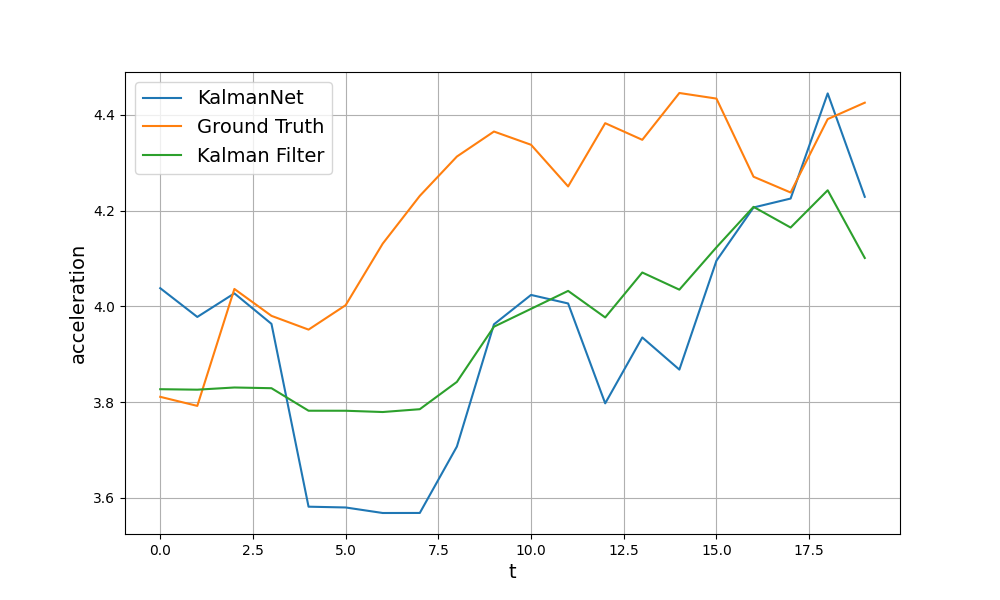 KalmanNet
Ground Truth
Kalman Filter
4.4
4.2
4.0
3.8
3.6
acceleration
0.0 2.5 5.0 7.5 10.0 12.5 15.0 17.5
t